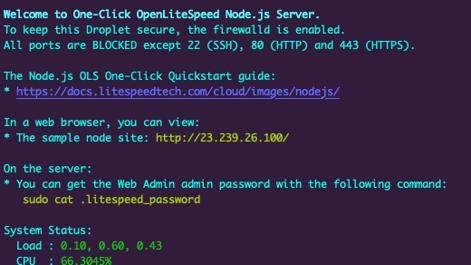 Welcome to One-Click OpenLiteSpeed Node.js Server.
To keep this Droplet secure, the firewalld is enabled.
All ports are BLOCKED except 22 (SSH), 80 (HTTP) and 443 (HTTPS).
The Node.js OLS One-Click Quickstart guide:
* https://docs.litespeedtech.com/cloud/images/nodejs/
In a web browser, you can view:
* The sample node site: http://23.239.26.100/
On the server:
* You can get the Web Admin admin password with the following command:
sudo cat .litespeed_password
System Status:
Load : 0.10, 0.60, 0.43
CPU : 66.3045%